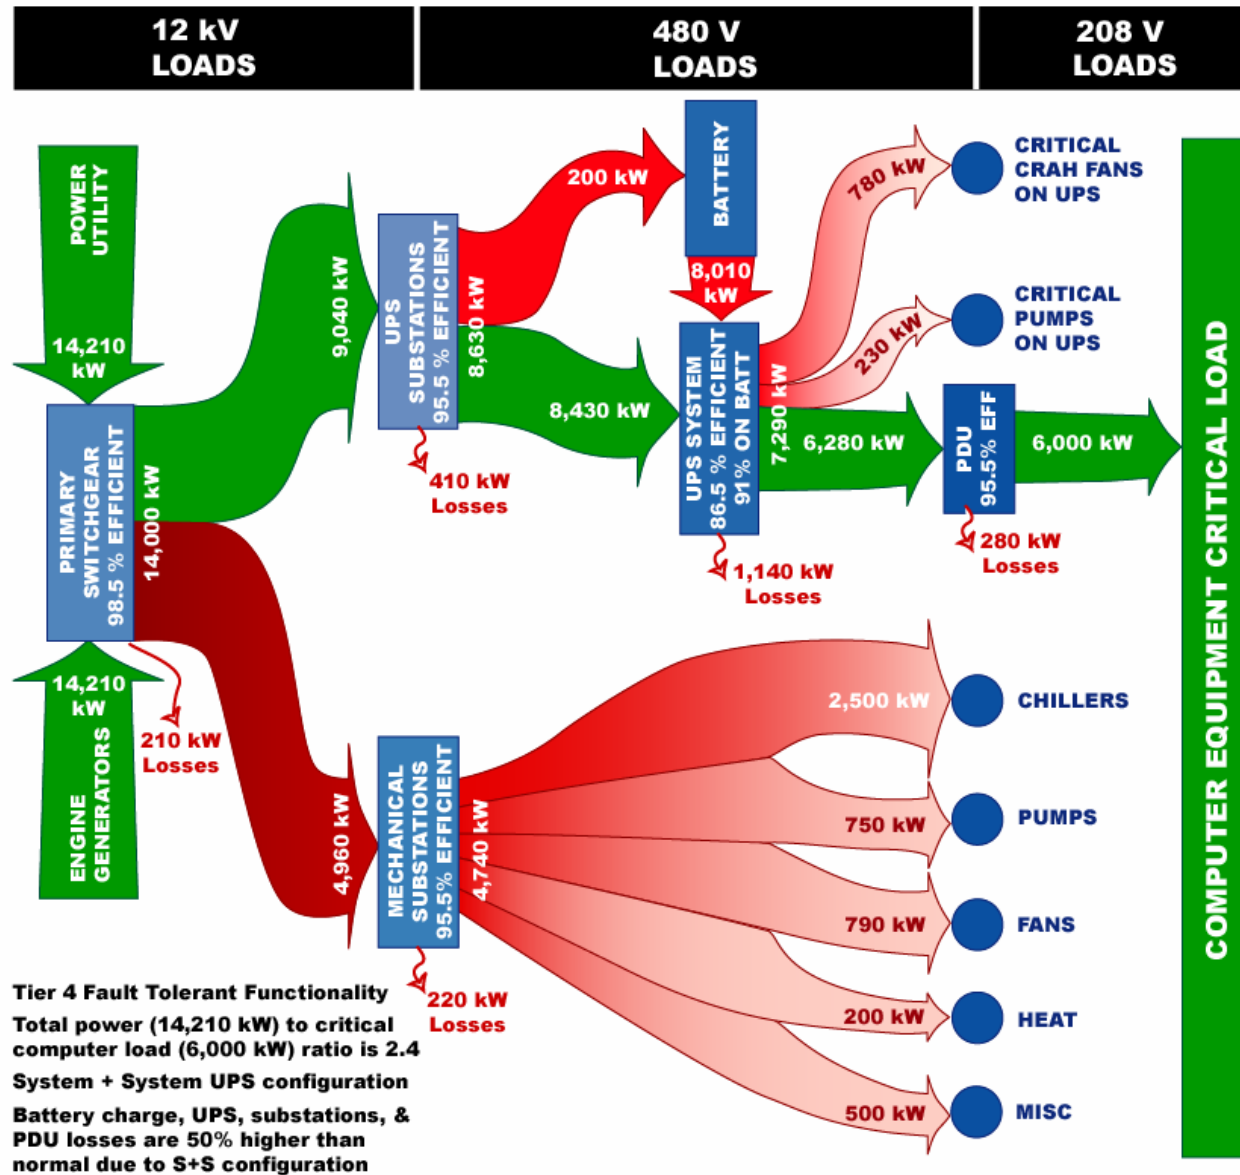 12 kV
LOADS
480 V
LOADS
208 V
LOADS
POWER
UTILITY
14,210
kW
PRIMARY
SWITCHGEAR
98.5 % EFFICIENT
14,000 kW
14,210
kW
ENGINE
GENERATORS
210 kW
Losses
9,040 kW
UPS
SUBSTATIONS
95.5 % EFFICIENT
8,630 kW
410 kW
Losses
200 kW
BATTERY
8,010
kW
8,430 kW
UPS SYSTEM
86.5 % EFFICIENT
91% ON BATT
7,290 kW
1,140 kW
Losses
780 kW
CRITICAL
CRAH FANS
ON UPS
230 kW
CRITICAL
PUMPS
ON UPS
6,280 kW
PDU
95.5% EFF
280 kW
Losses
6,000 kW
COMPUTER EQUIPMENT CRITICAL LOAD
4,960 kW
MECHANICAL
SUBSTATIONS
95.5% EFFICIENT
4,740 kW
220 kW
Losses
2,500 kW
CHILLERS
750 kW
PUMPS
790 kW
FANS
200 kW
HEAT
500 kW
MISC
Tier 4 Fault Tolerant Functionality
Total power (14,210 kW) to critical
computer load (6,000 kW) ratio is 2.4
System + System UPS configuration
Battery charge, UPS, substations, &
PDU losses are 50% higher than
normal due to S+S configuration